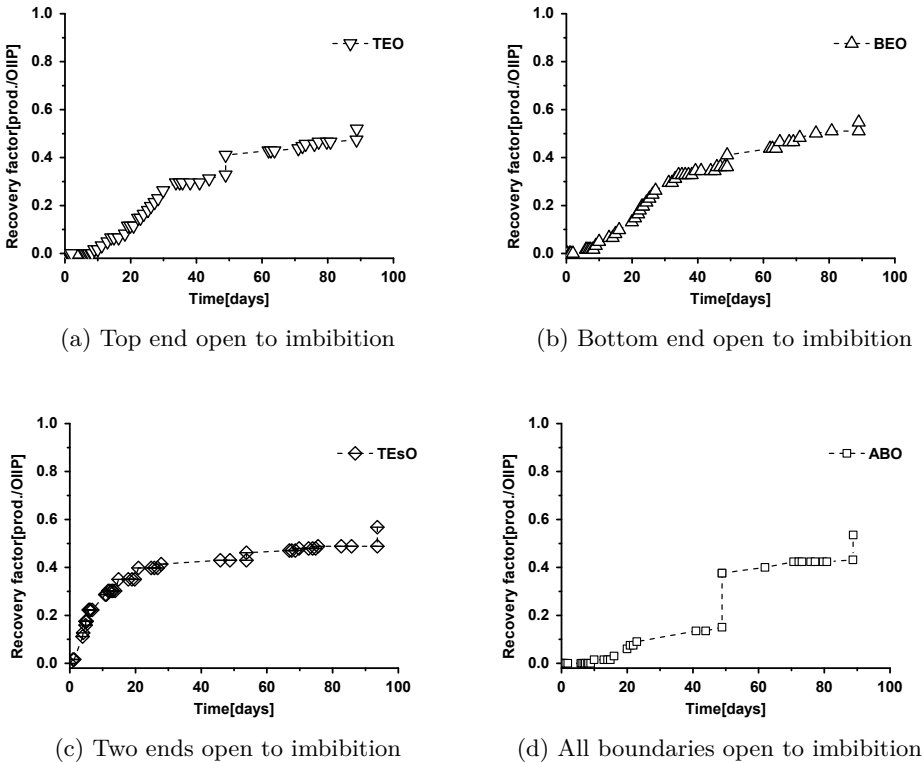 1.0
0.8
0.6
0.4
0.2
0.0
Recovery factor[prod./OIIP]
TEO
0 20 40 60 80 100
Time[days]
(a) Top end open to imbibition
1.0
0.8
0.6
0.4
0.2
0.0
Recovery factor[prod./OIIP]
BEO
0 20 40 60 80 100
Time[days]
(b) Bottom end open to imbibition
1.0
0.8
0.6
0.4
0.2
0.0
Recovery factor[prod./OIIP]
TEsO
0 20 40 60 80 100
Time[days]
(c) Two ends open to imbibition
1.0
0.8
0.6
0.4
0.2
0.0
Recovery factor[prod./OIIP]
ABO
0 20 40 60 80 100
Time[days]
(d) All boundaries open to imbibition